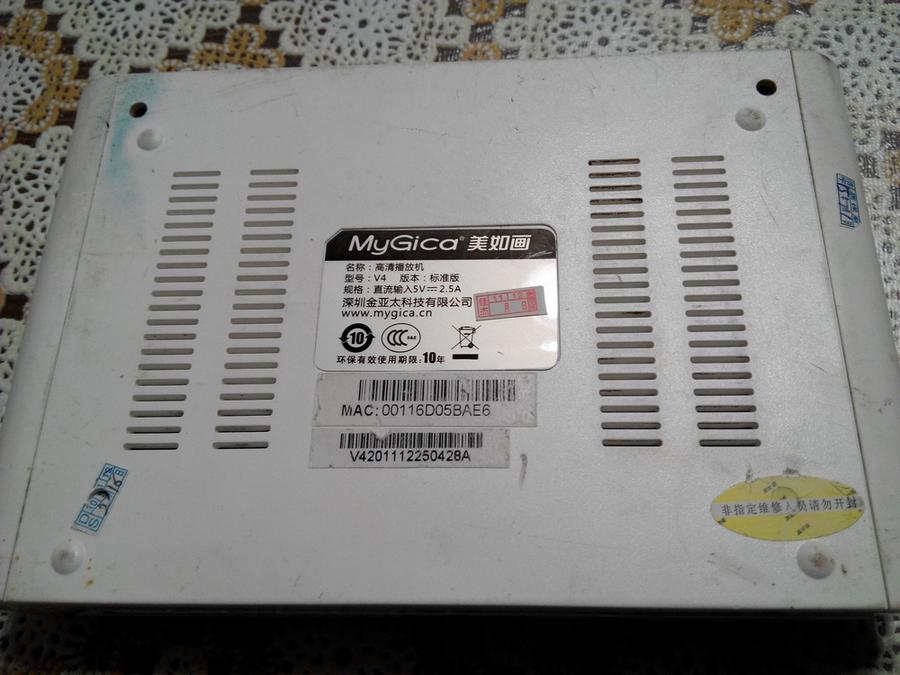 MyGica® 美如画
名称：高清播放机
型号：V4 版本：标准版
规格：直流输入5V⎓2.5A
深圳金亚太科技有限公司
www.mygica.cn
10
环保有效使用期限：10年
MAC:00116D05BAE6
V4201112250428A
非指定维修人员请勿开封